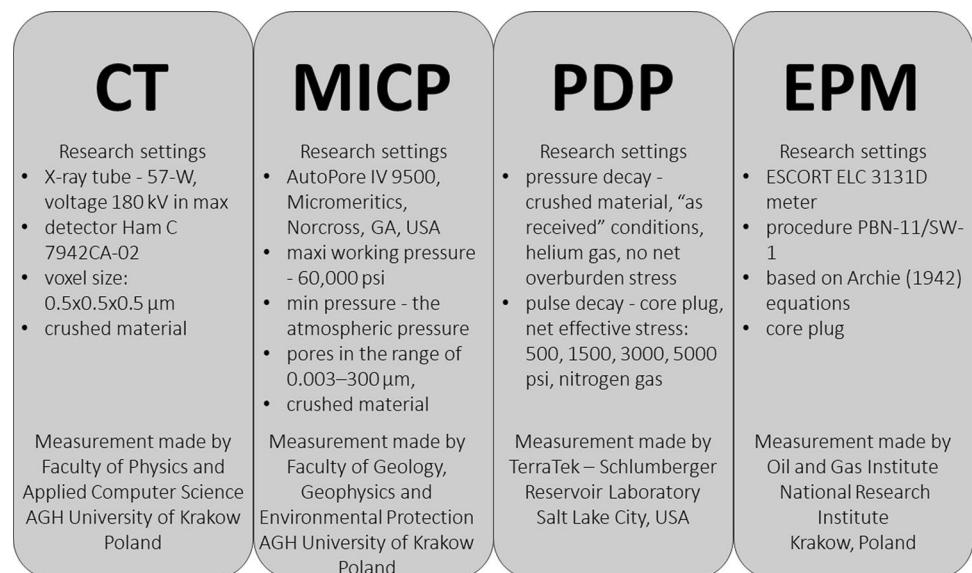 CT
Research settings
• X-ray tube - 57-W,
voltage 180 kV in max
• detector Ham C
7942CA-02
• voxel size:
0.5x0.5x0.5 µm
• crushed material
Measurement made by
Faculty of Physics and
Applied Computer Science
AGH University of Krakow
Poland
MICP
Research settings
• AutoPore IV 9500,
Micromeritics,
Norcross, GA, USA
• maxi working pressure
- 60,000 psi
• min pressure - the
atmospheric pressure
• pores in the range of
0.003–300 µm,
• crushed material
Measurement made by
Faculty of Geology,
Geophysics and
Environmental Protection
AGH University of Krakow
Poland
PDP
Research settings
• pressure decay -
crushed material, “as
received” conditions,
helium gas, no net
overburden stress
• pulse decay - core plug,
net effective stress:
500, 1500, 3000, 5000
psi, nitrogen gas
Measurement made by
TerraTek – Schlumberger
Reservoir Laboratory
Salt Lake City, USA
EPM
Research settings
• ESCORT ELC 3131D
meter
• procedure PBN-11/SW-
1
• based on Archie (1942)
equations
• core plug
Measurement made by
Oil and Gas Institute
National Research
Institute
Krakow, Poland